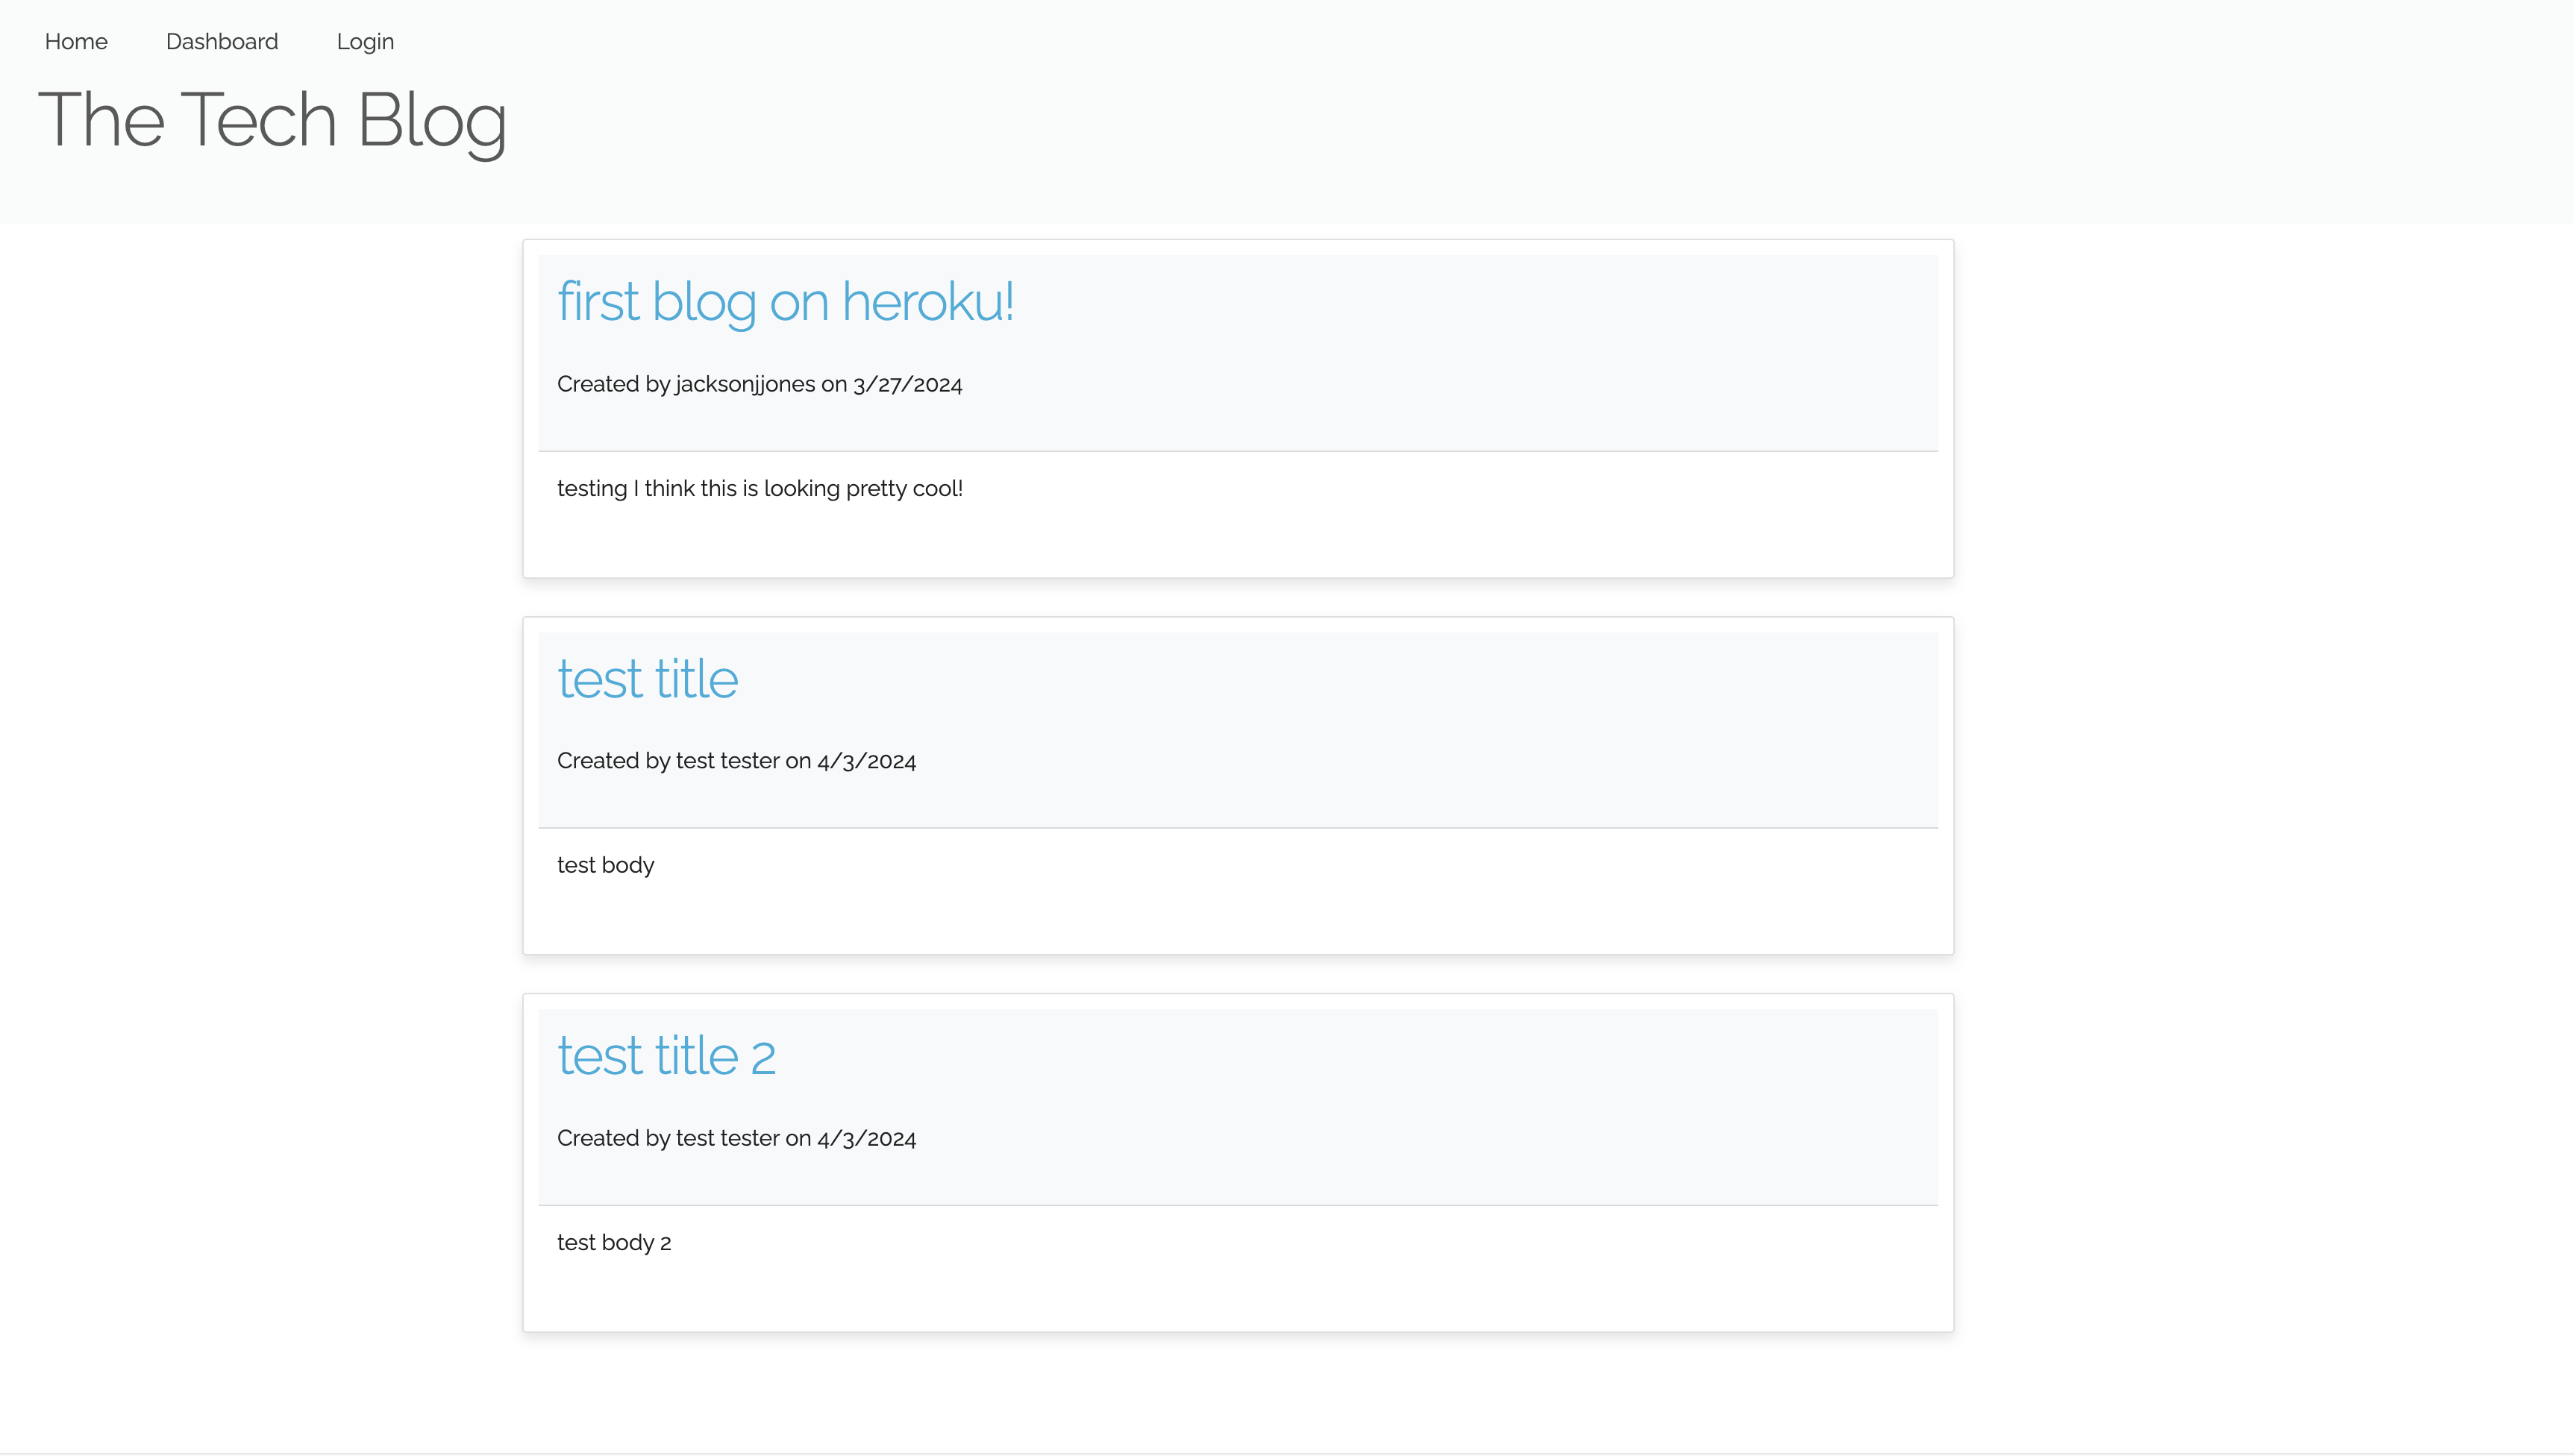 Home Dashboard Login
The Tech Blog
first blog on heroku!
Created by jacksonjjones on 3/27/2024
testing I think this is looking pretty cool!
test title
Created by test tester on 4/3/2024
test body
test title 2
Created by test tester on 4/3/2024
test body 2